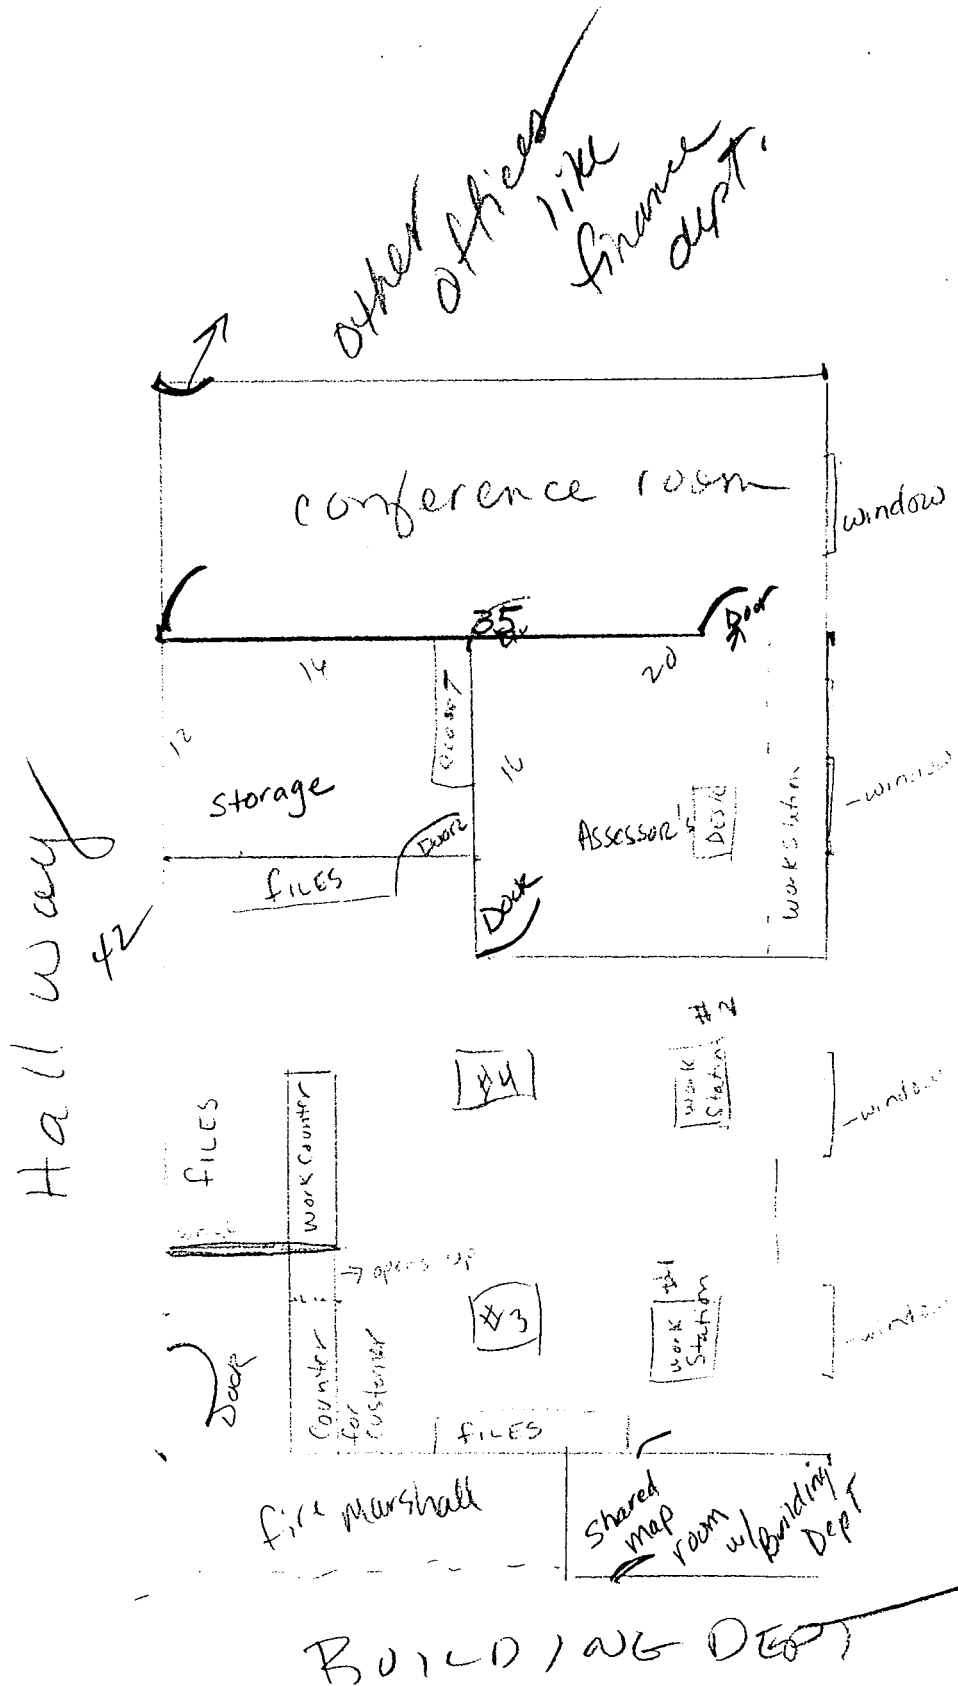 other
offices
like
finance
dept.
conference room
window
35
Door
14
20
12
closet
16
Storage
Assessor's
Desk
Workstation
-window
Door
FILES
Door
Hallway
42
#2
#4
work
Station
-window
FILES
work counter
→ opens up
#1
#3
work
Station
-window
Door
Counter
for
customer
FILES
fire Marshall
Shared
map
room
w/Building
Dept
BUILDING DEPT